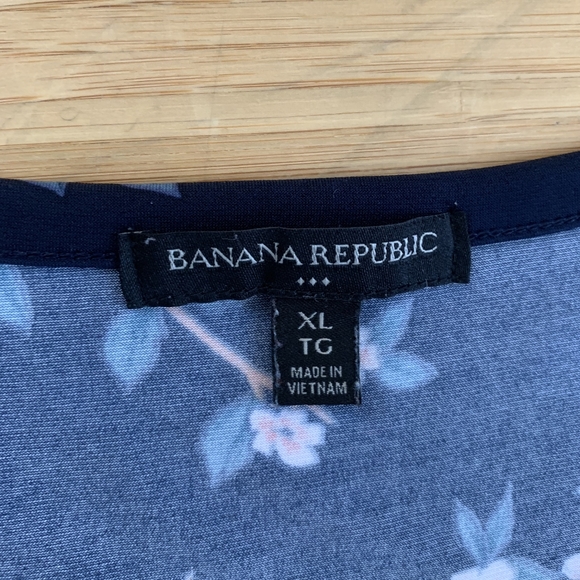 BANANA REPUBLIC
XL
TG
MADE IN
VIETNAM